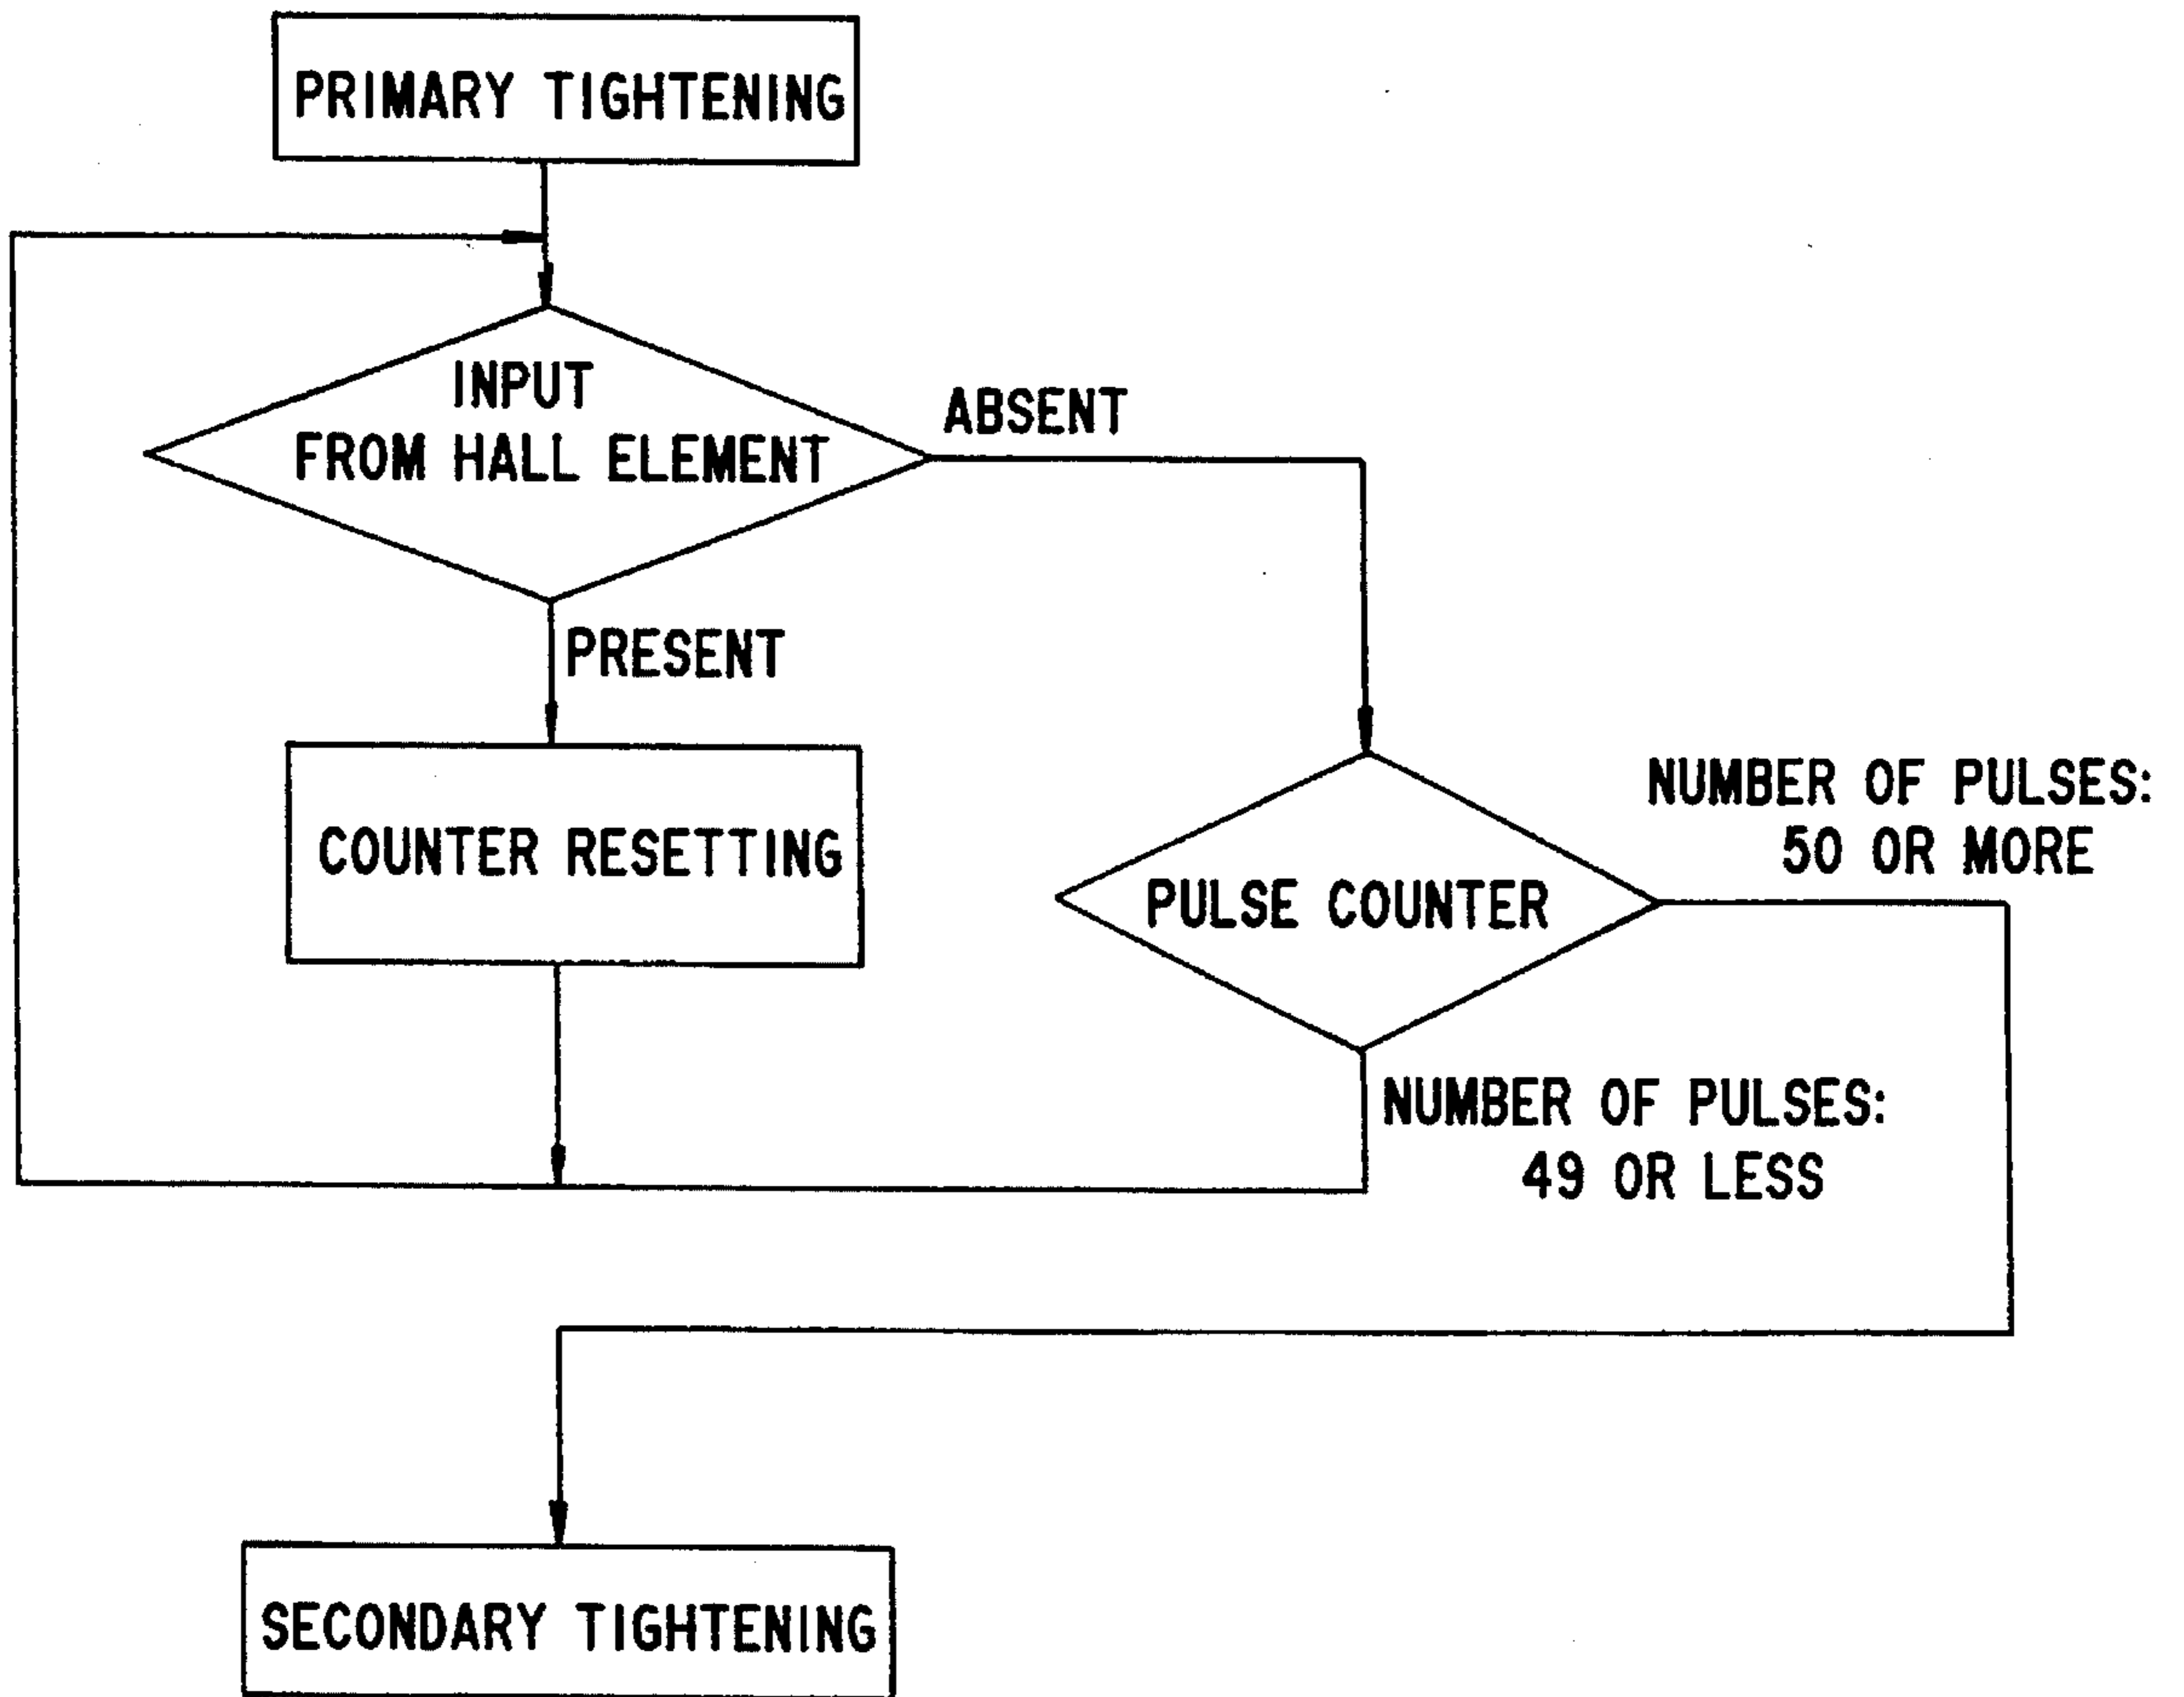 PRIMARY TIGHTENING
INPUT
FROM HALL ELEMENT
ABSENT
PRESENT
COUNTER RESETTING
NUMBER OF PULSES:
50 OR MORE
PULSE COUNTER
NUMBER OF PULSES:
49 OR LESS
SECONDARY TIGHTENING